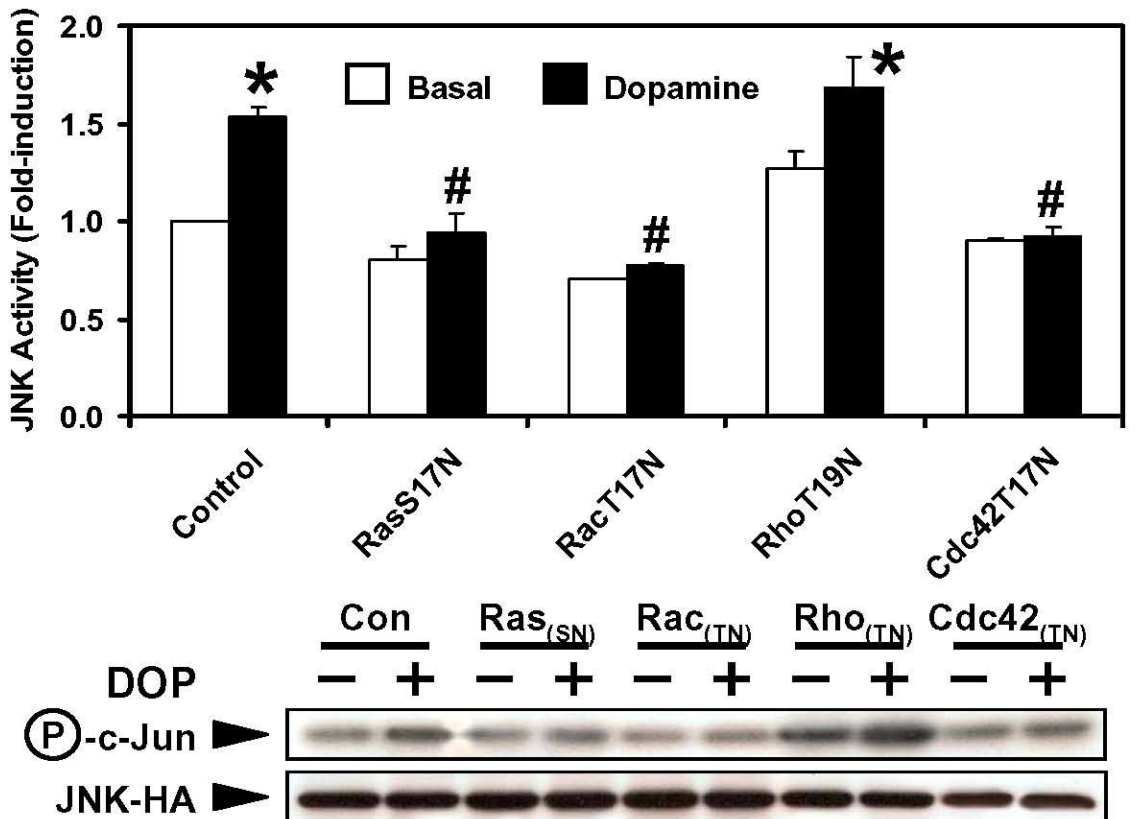 JNK Activity (Fold-induction)
2.0
1.5
1.0
0.5
0.0
Basal
Dopamine
*
#
#
*
#
Control
RasS17N
RacT17N
RhoT19N
Cdc42T17N
Con Ras(SN) Rac(TN) Rho(TN) Cdc42(TN)
DOP − + − + − + − + − +
P-c-Jun
JNK-HA